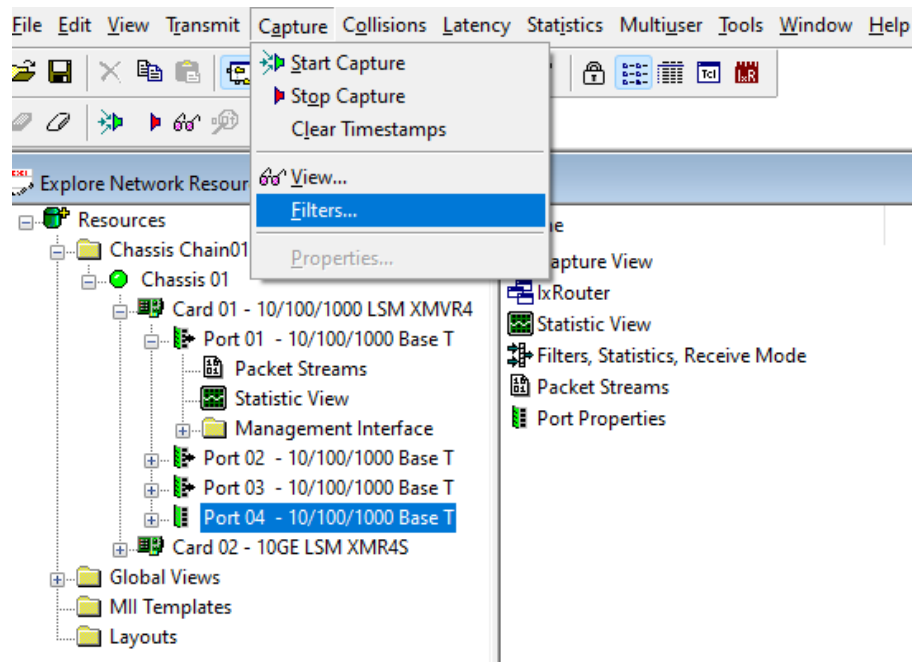 File Edit View Transmit Capture Collisions Latency Statistics Multiuser Tools Window Help
Start Capture
Stop Capture
Clear Timestamps
View...
Filters...
Properties...
Tcl
IxR
Explore Network Resour
Resources
Chassis Chain01
Chassis 01
Card 01 - 10/100/1000 LSM XMVR4
Port 01 - 10/100/1000 Base T
Packet Streams
Statistic View
Management Interface
Port 02 - 10/100/1000 Base T
Port 03 - 10/100/1000 Base T
Port 04 - 10/100/1000 Base T
Card 02 - 10GE LSM XMR4S
Global Views
MII Templates
Layouts
e
apture View
IxRouter
Statistic View
Filters, Statistics, Receive Mode
Packet Streams
Port Properties